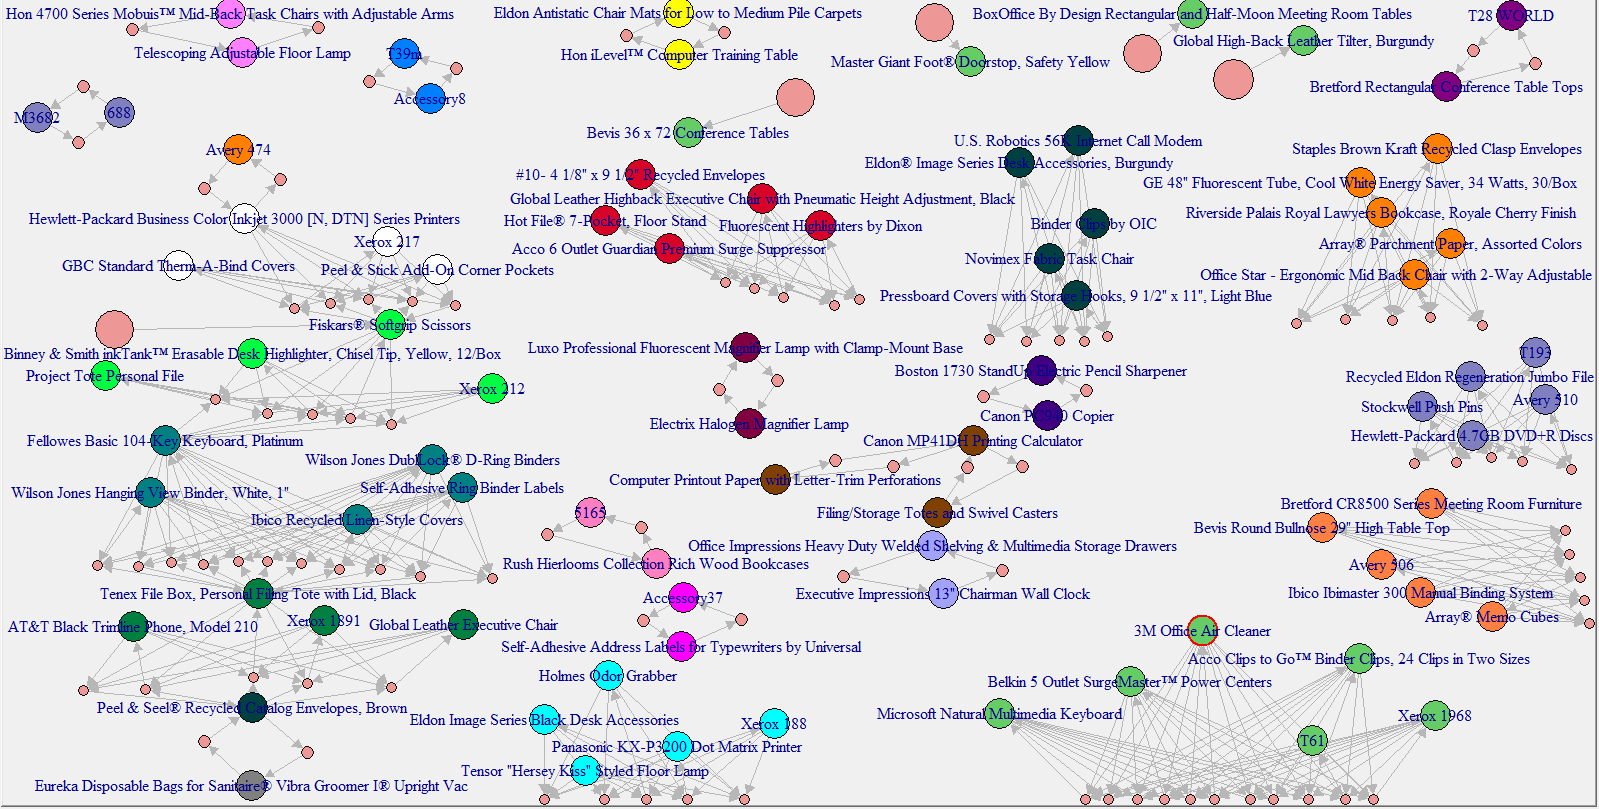 Hon 4700 Series Mobuis™ Mid-Back Task Chairs with Adjustable Arms
Eldon Antistatic Chair Mats for Low to Medium Pile Carpets
BoxOffice By Design Rectangular and Half-Moon Meeting Room Tables
T28 WORLD
Telescoping Adjustable Floor Lamp
T39m
Hon iLevel™ Computer Training Table
Global High-Back Leather Tilter, Burgundy
Master Giant Foot® Doorstop, Safety Yellow
Accessory8
Bretford Rectangular Conference Table Tops
M3682
688
Bevis 36 x 72 Conference Tables
U.S. Robotics 56K Internet Call Modem
Avery 474
Staples Brown Kraft Recycled Clasp Envelopes
Eldon® Image Series Desk Accessories, Burgundy
#10- 4 1/8" x 9 1/2" Recycled Envelopes
GE 48" Fluorescent Tube, Cool White Energy Saver, 34 Watts, 30/Box
Global Leather Highback Executive Chair with Pneumatic Height Adjustment, Black
Hewlett-Packard Business Color Inkjet 3000 [N, DTN] Series Printers
Hot File® 7-Pocket, Floor Stand
Fluorescent Highlighters by Dixon
Binder Clips by OIC
Riverside Palais Royal Lawyers Bookcase, Royale Cherry Finish
Xerox 217
Acco 6 Outlet Guardian Premium Surge Suppressor
Array® Parchment Paper, Assorted Colors
GBC Standard Therm-A-Bind Covers
Peel & Stick Add-On Corner Pockets
Novimex Fabric Task Chair
Office Star - Ergonomic Mid Back Chair with 2-Way Adjustable
Pressboard Covers with Storage Hooks, 9 1/2" x 11", Light Blue
Fiskars® Softgrip Scissors
Binney & Smith inkTank™ Erasable Desk Highlighter, Chisel Tip, Yellow, 12/Box
Luxo Professional Fluorescent Magnifier Lamp with Clamp-Mount Base
T193
Project Tote Personal File
Boston 1730 StandUp Electric Pencil Sharpener
Recycled Eldon Regeneration Jumbo File
Xerox 212
Stockwell Push Pins
Avery 510
Electrix Halogen Magnifier Lamp
Canon PC940 Copier
Fellowes Basic 104-Key Keyboard, Platinum
Canon MP41DH Printing Calculator
Hewlett-Packard 4.7GB DVD+R Discs
Wilson Jones DublLock® D-Ring Binders
Computer Printout Paper with Letter-Trim Perforations
Wilson Jones Hanging View Binder, White, 1"
Self-Adhesive Ring Binder Labels
Bretford CR8500 Series Meeting Room Furniture
Ibico Recycled Linen-Style Covers
5165
Filing/Storage Totes and Swivel Casters
Bevis Round Bullnose 29" High Table Top
Office Impressions Heavy Duty Welded Shelving & Multimedia Storage Drawers
Rush Hierlooms Collection Rich Wood Bookcases
Avery 506
Tenex File Box, Personal Filing Tote with Lid, Black
Accessory37
Executive Impressions 13" Chairman Wall Clock
Ibico Ibimaster 300 Manual Binding System
AT&T Black Trimline Phone, Model 210
Xerox 1891
Global Leather Executive Chair
Array® Memo Cubes
Self-Adhesive Address Labels for Typewriters by Universal
3M Office Air Cleaner
Acco Clips to Go™ Binder Clips, 24 Clips in Two Sizes
Holmes Odor Grabber
Belkin 5 Outlet SurgeMaster™ Power Centers
Peel & Seel® Recycled Catalog Envelopes, Brown
Eldon Image Series Black Desk Accessories
Xerox 188
Microsoft Natural Multimedia Keyboard
Xerox 1968
Panasonic KX-P3200 Dot Matrix Printer
T61
Tensor "Hersey Kiss" Styled Floor Lamp
Eureka Disposable Bags for Sanitaire® Vibra Groomer I® Upright Vac